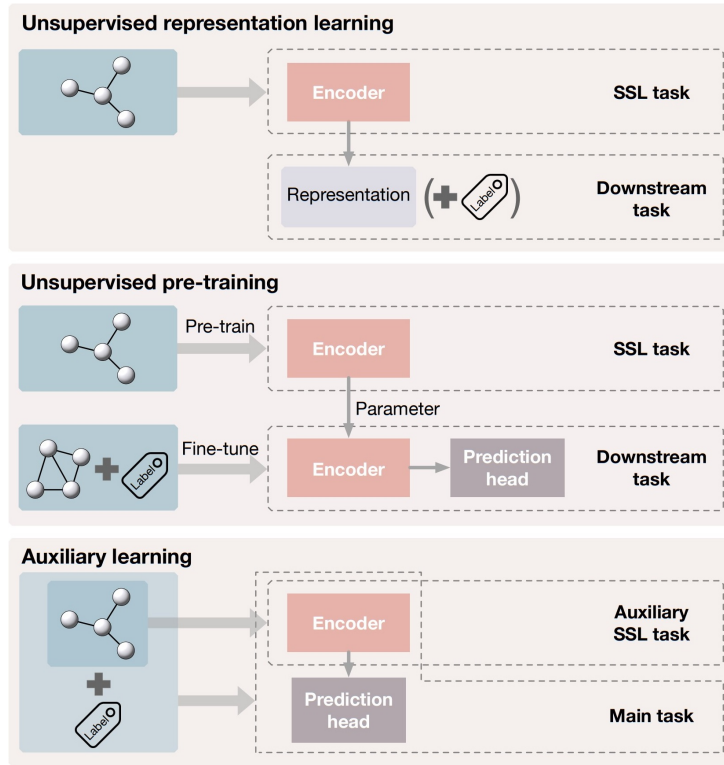 Unsupervised representation learning
Encoder
SSL task
Representation
( + Label )
Downstream
task
Unsupervised pre-training
Pre-train
Encoder
SSL task
Parameter
Label
Fine-tune
Encoder
Prediction
head
Downstream
task
Auxiliary learning
Encoder
Auxiliary
SSL task
Label
Prediction
head
Main task